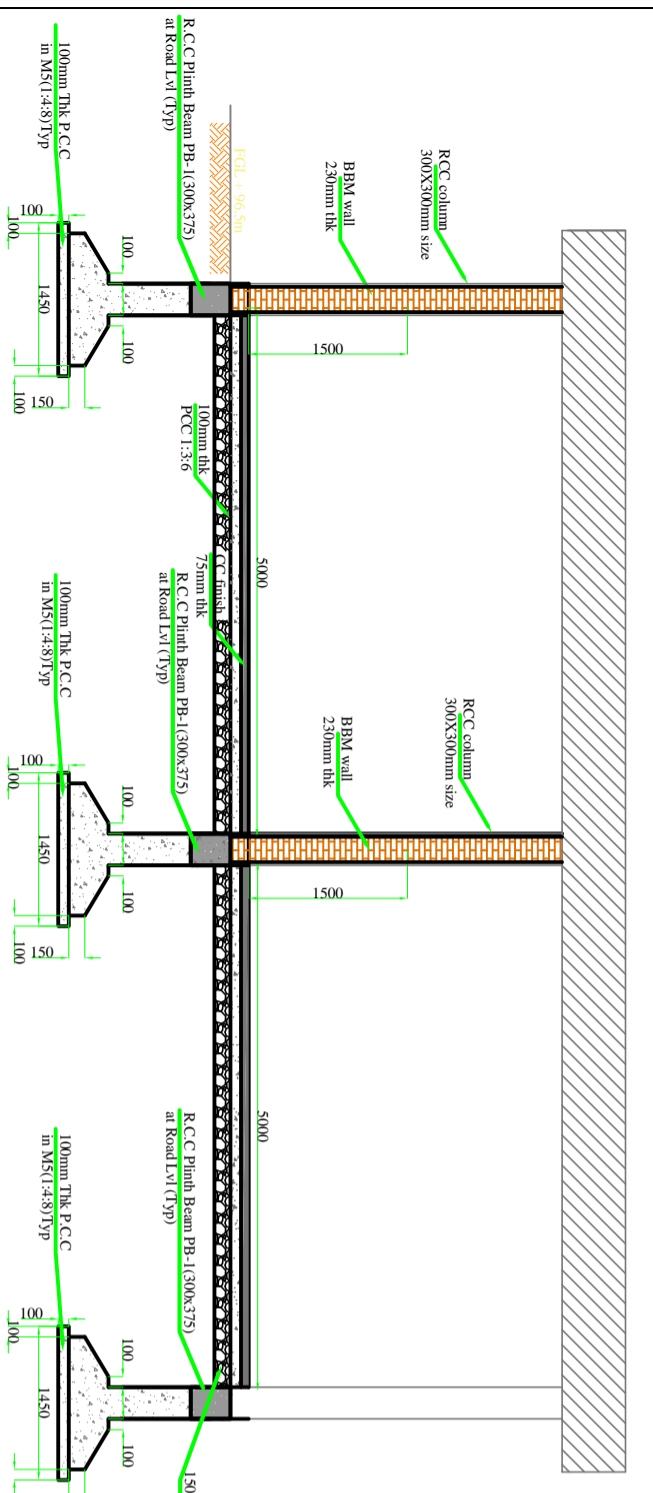 RCC column
300X300mm size
BBM wall
230mm thk
FGL + 96.5m
R.C.C Plinth Beam PB-1(300x375)
at Road Lvl (Typ)
100mm Thk P.C.C
in M5(1:4:8)Typ
100
100
1450
100
100
150
100
1500
5000
100mm thk
PCC 1:3:6
CC finish
75mm thk
RCC column
300X300mm size
BBM wall
230mm thk
R.C.C Plinth Beam PB-1(300x375)
at Road Lvl (Typ)
100mm Thk P.C.C
in M5(1:4:8)Typ
100
100
1450
100
100
150
100
1500
5000
R.C.C Plinth Beam PB-1(300x375)
at Road Lvl (Typ)
100mm Thk P.C.C
in M5(1:4:8)Typ
100
100
1450
100
100
150